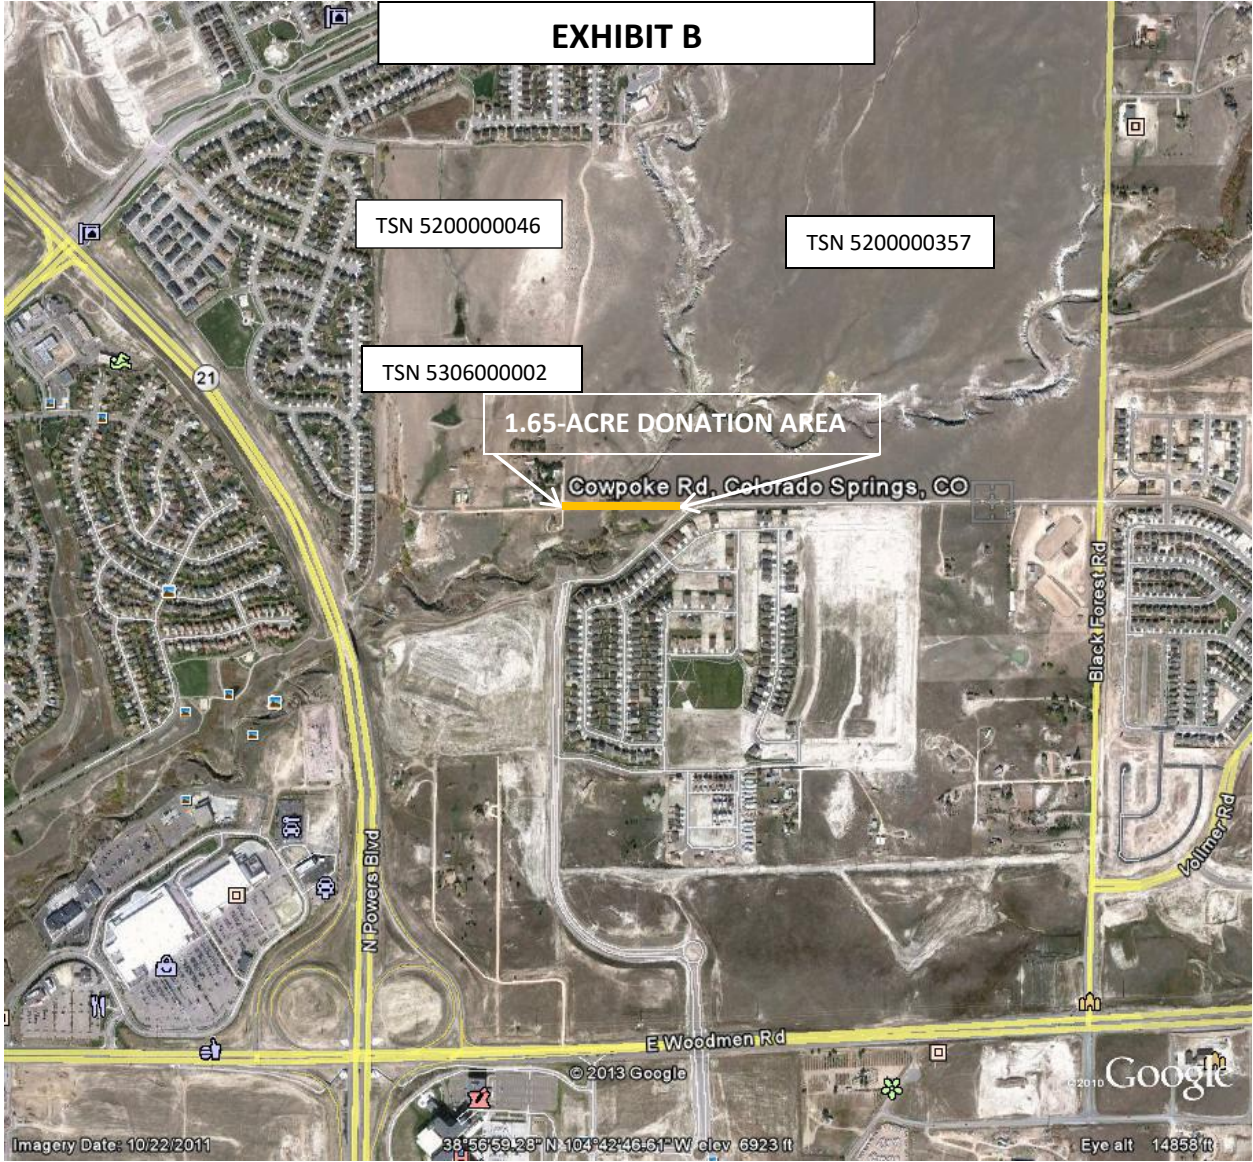 EXHIBIT B
TSN 5200000046
TSN 5200000357
TSN 5306000002
21
1.65-ACRE DONATION AREA
Cowpoke Rd, Colorado Springs, CO
Black Forest Rd
Vollmer Rd
N Powers Blvd
E Woodmen Rd
© 2013 Google
©2010 Google
Imagery Date: 10/22/2011
38°56'59.28" N 104°42'46.61" W elev 6923 ft
Eye alt 14858 ft